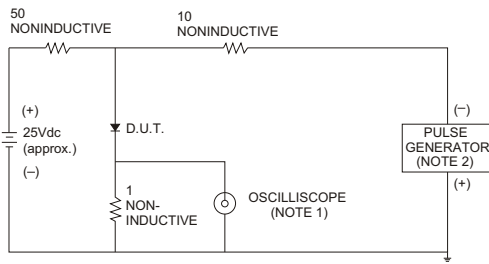 50
NONINDUCTIVE
10
NONINDUCTIVE
(+)
25Vdc
(approx.)
(–)
D.U.T.
1
NON-
INDUCTIVE
OSCILLISCOPE
(NOTE 1)
(–)
PULSE
GENERATOR
(NOTE 2)
(+)